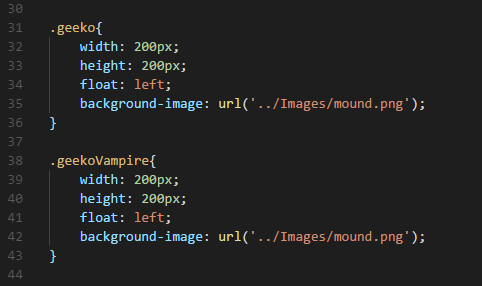 30
31 .geeko{
32     width: 200px;
33     height: 200px;
34     float: left;
35     background-image: url('../Images/mound.png');
36 }
37
38 .geekoVampire{
39     width: 200px;
40     height: 200px;
41     float: left;
42     background-image: url('../Images/mound.png');
43 }
44